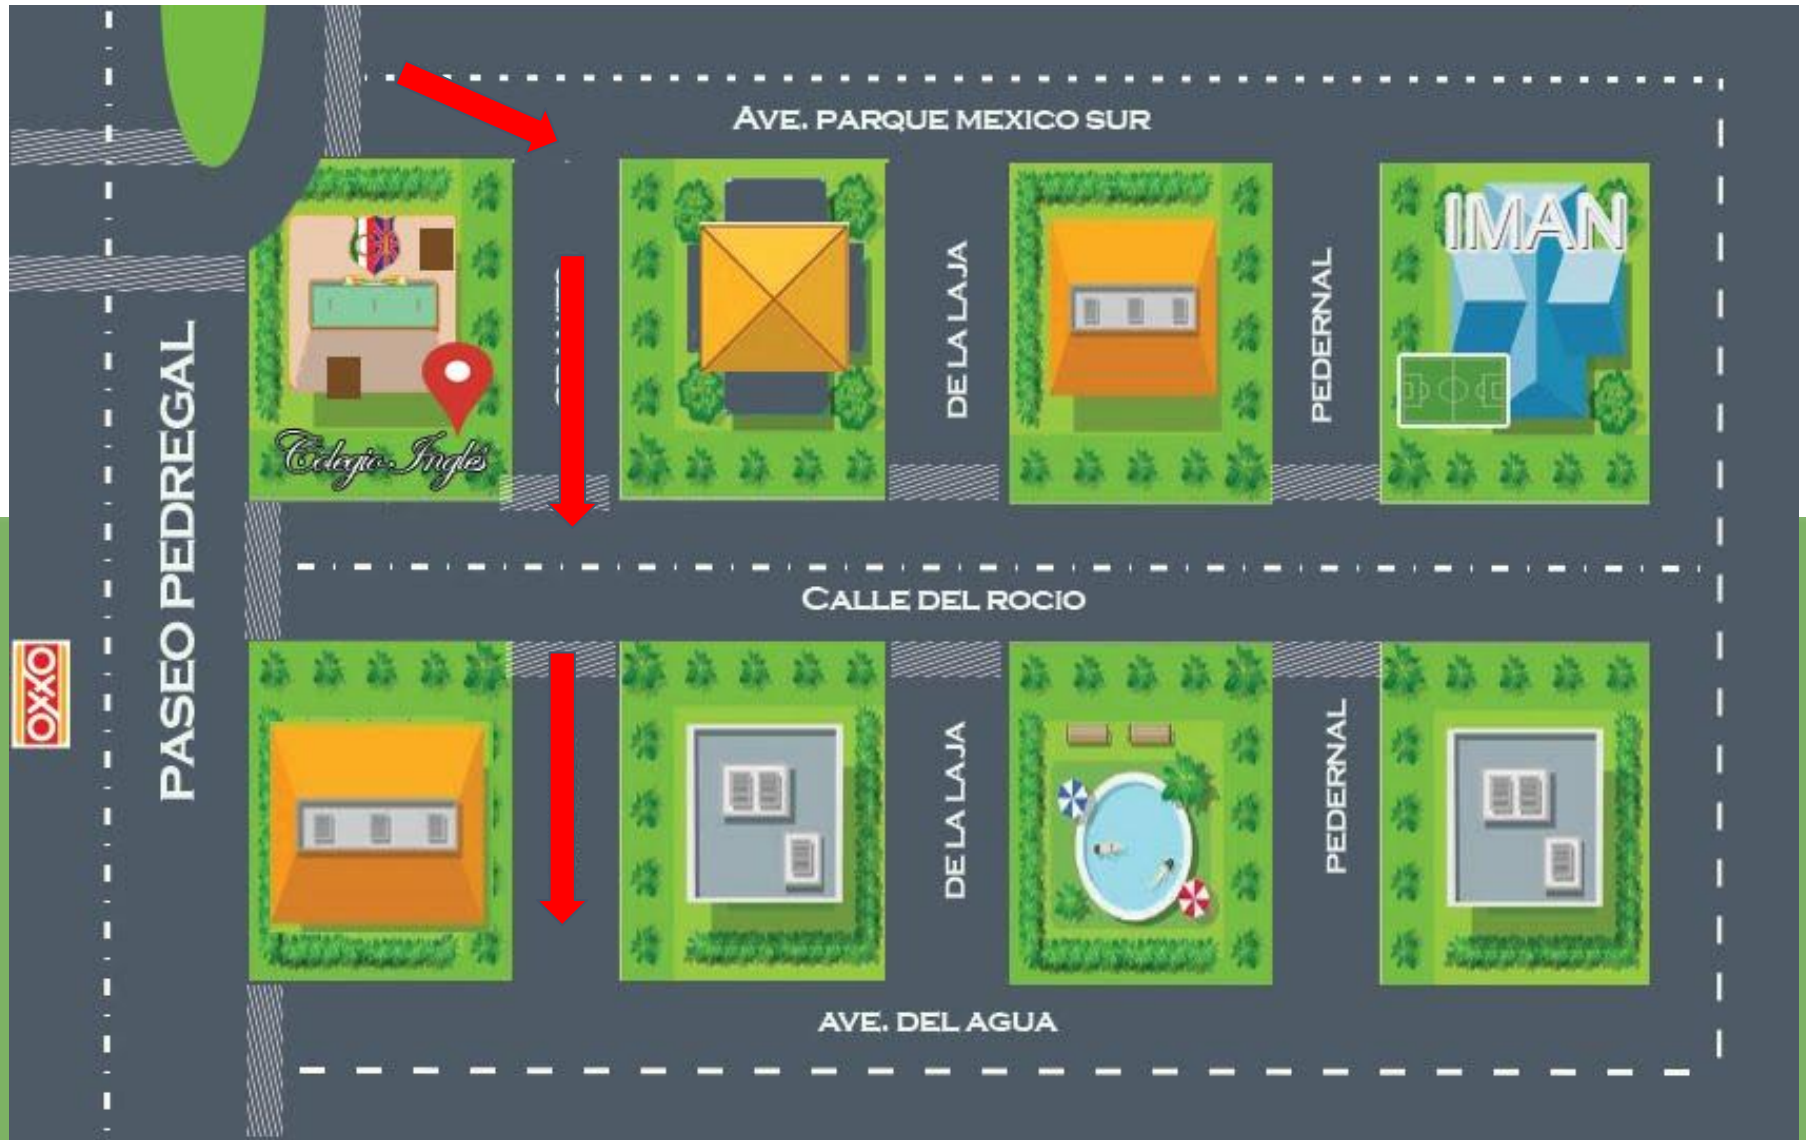 AVE. PARQUE MEXICO SUR
IMAN
DE LA LAJA
PEDERNAL
Colegio Inglés
PASEO PEDREGAL
CALLE DEL ROCIO
OXXO
DE LA LAJA
PEDERNAL
AVE. DEL AGUA